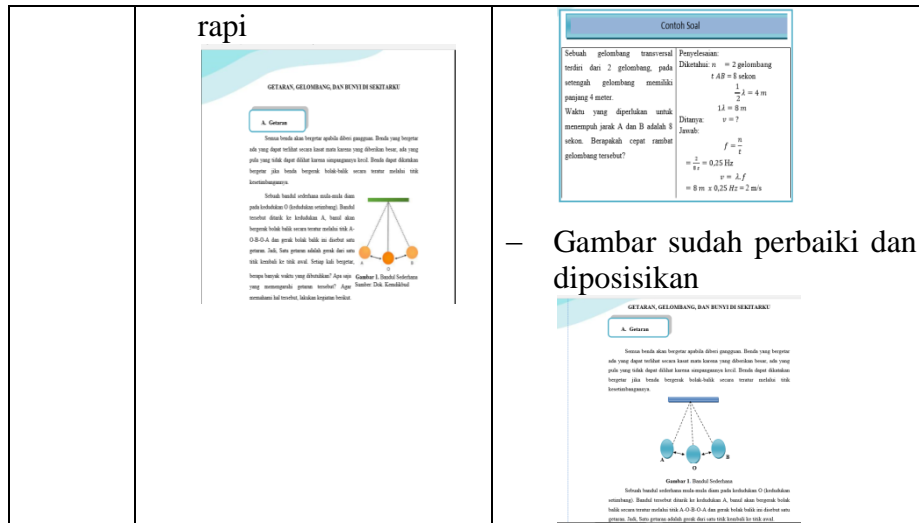 rapi
GETARAN, GELOMBANG, DAN BUNYI DI SEKITARKU
A. Getaran
Semua benda akan bergetar apabila diberi gangguan. Benda yang bergetar
ada yang dapat terlihat secara kasat mata karena yang diberikan besar, ada yang
pula yang tidak dapat dilihat karena simpangannya kecil. Benda dapat dikatakan
bergetar jika benda bergerak bolak-balik secara teratur melalui titik
kesetimbangannya.
Sebuah bandul sederhana mula-mula diam
pada kedudukan O (kedudukan setimbang). Bandul
tersebut ditarik ke kedudukan A, banul akan
bergerak bolak balik secara teratur melalui titik A-
O-B-O-A dan gerak bolak balik ini disebut satu
getaran. Jadi, Satu getaran adalah gerak dari satu
titik kembali ke titik awal. Setiap kali bergetar,
berapa banyak waktu yang dibutuhkan? Apa saja
yang memengaruhi getaran tersebut? Agar
memahami hal tersebut, lakukan kegiatan berikut.
A
O
B
Gambar 1. Bandul Sederhana
Sumber: Dok. Kemdikbud
Contoh Soal
Sebuah gelombang transversal
terdiri dari 2 gelombang, pada
setengah gelombang memiliki
panjang 4 meter.
Waktu yang diperlukan untuk
menempuh jarak A dan B adalah 8
sekon. Berapakah cepat rambat
gelombang tersebut?
Penyelesaian:
Diketahui: n = 2 gelombang
t AB = 8 sekon
1/2 λ = 4 m
1λ = 8 m
Ditanya: v = ?
Jawab:
f = n/t
= 2/8 s = 0,25 Hz
v = λ.f
= 8 m x 0,25 Hz = 2 m/s
– Gambar sudah perbaiki dan
diposisikan
GETARAN, GELOMBANG, DAN BUNYI DI SEKITARKU
A. Getaran
Semua benda akan bergetar apabila diberi gangguan. Benda yang bergetar
ada yang dapat terlihat secara kasat mata karena yang diberikan besar, ada yang
pula yang tidak dapat dilihat karena simpangannya kecil. Benda dapat dikatakan
bergetar jika benda bergerak bolak-balik secara teratur melalui titik
kesetimbangannya.
A
O
B
Gambar 1. Bandul Sederhana
Sebuah bandul sederhana mula-mula diam pada kedudukan O (kedudukan
setimbang). Bandul tersebut ditarik ke kedudukan A, banul akan bergerak bolak
balik secara teratur melalui titik A-O-B-O-A dan gerak bolak balik ini disebut satu
getaran. Jadi, Satu getaran adalah gerak dari satu titik kembali ke titik awal.